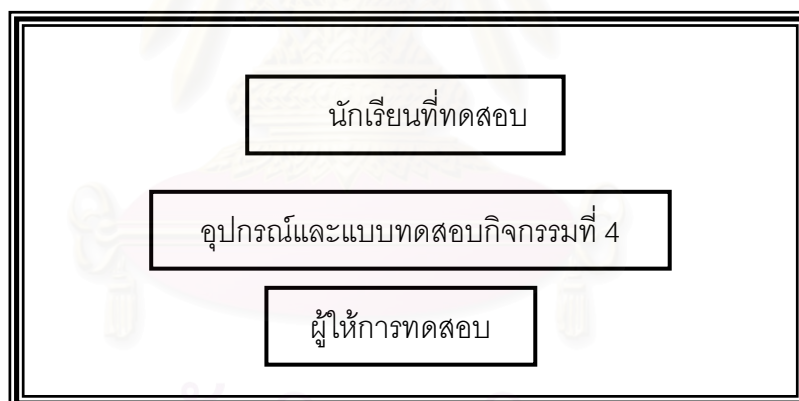 นักเรียนที่ทดสอบ
อุปกรณ์และแบบทดสอบกิจกรรมที่ 4
ผู้ให้การทดสอบ